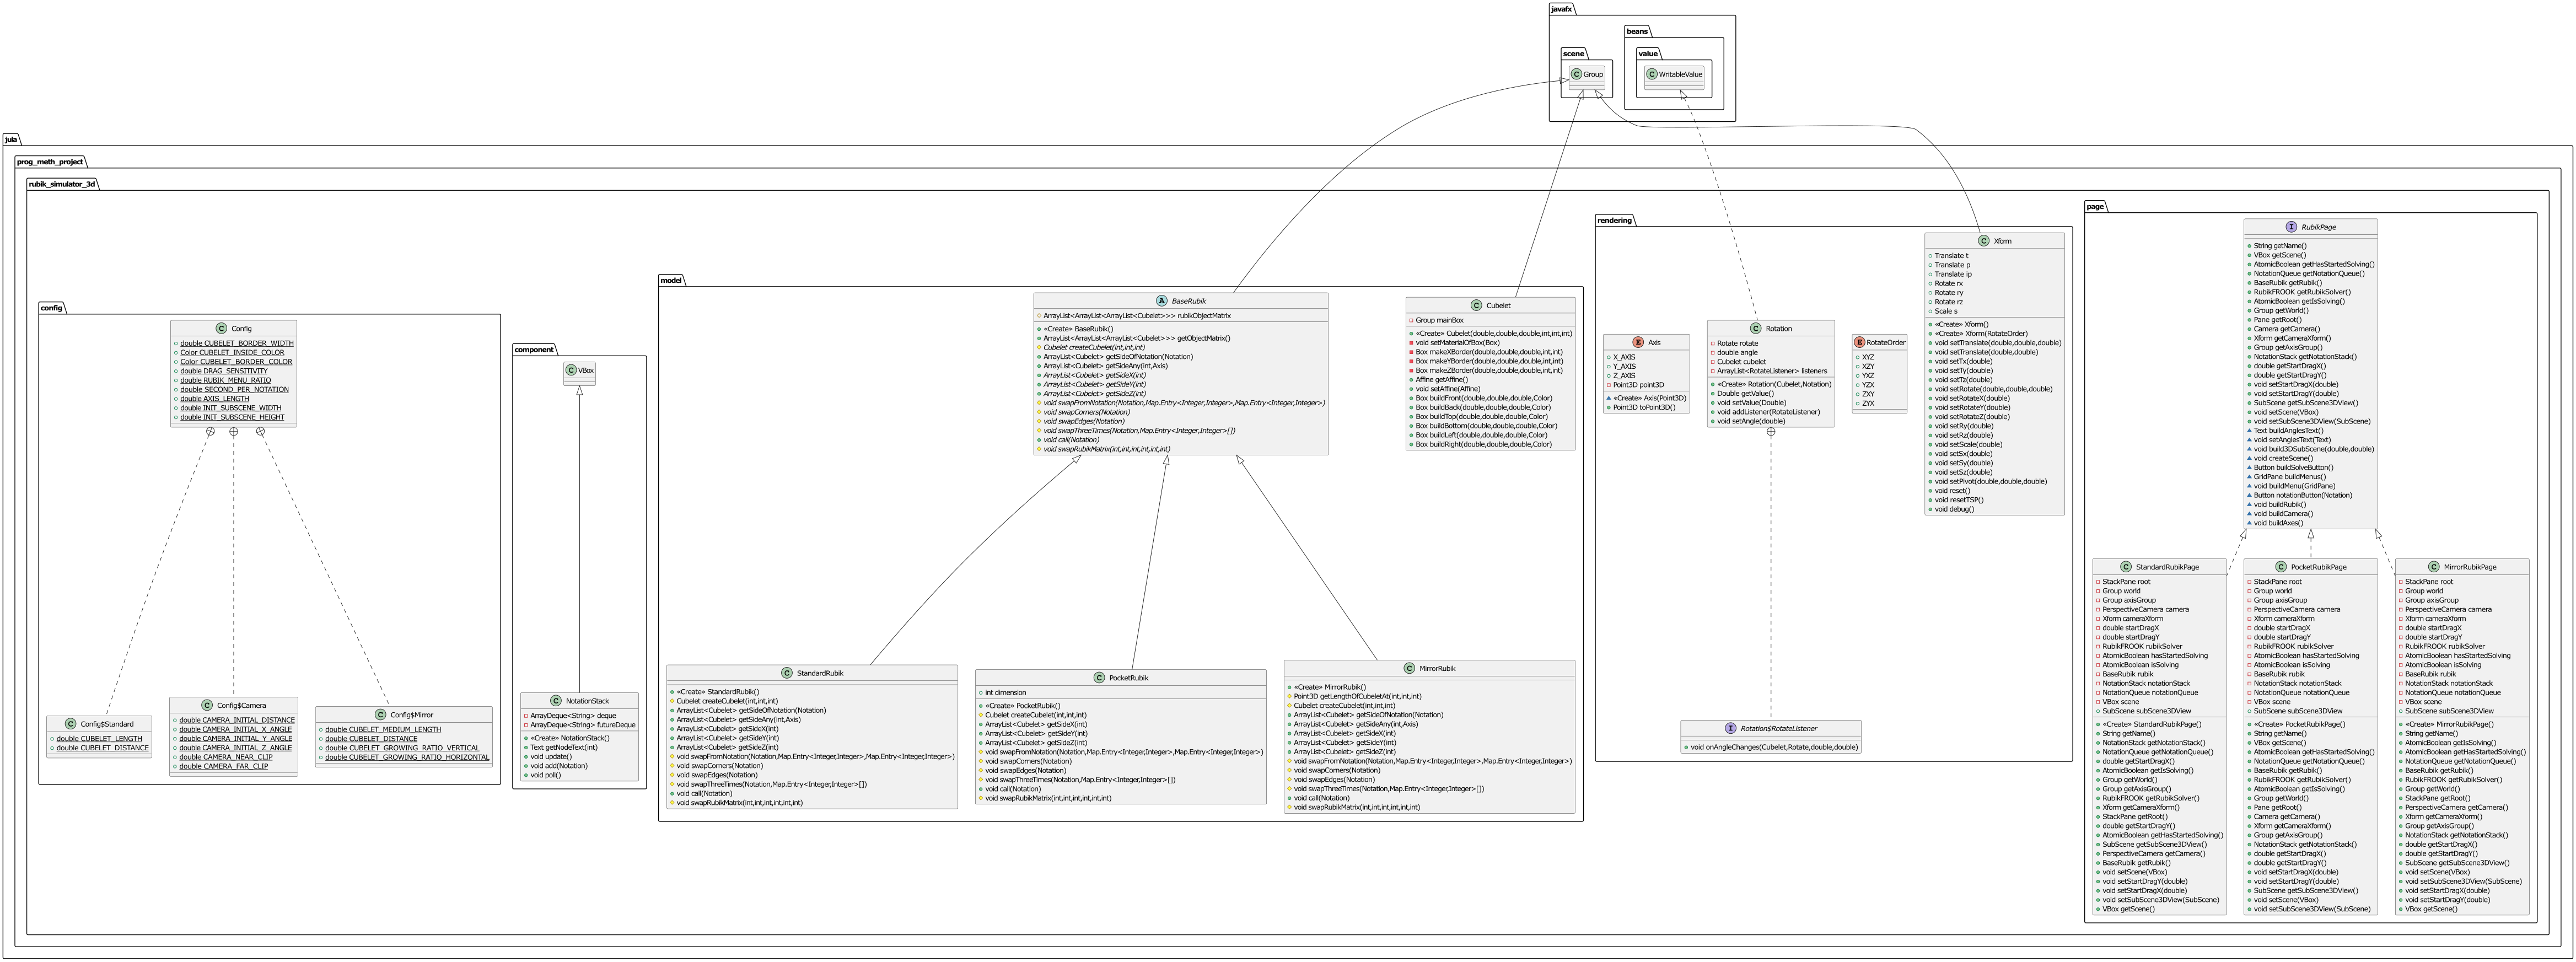 javafx
beans
scene
value
C Group
C WritableValue
jula
prog_meth_project
rubik_simulator_3d
config
C Config
double CUBELET_BORDER_WIDTH
Color CUBELET_INSIDE_COLOR
Color CUBELET_BORDER_COLOR
double DRAG_SENSITIVITY
double RUBIK_MENU_RATIO
double SECOND_PER_NOTATION
double AXIS_LENGTH
double INIT_SUBSCENE_WIDTH
double INIT_SUBSCENE_HEIGHT
C Config$Standard
double CUBELET_LENGTH
double CUBELET_DISTANCE
C Config$Camera
double CAMERA_INITIAL_DISTANCE
double CAMERA_INITIAL_X_ANGLE
double CAMERA_INITIAL_Y_ANGLE
double CAMERA_INITIAL_Z_ANGLE
double CAMERA_NEAR_CLIP
double CAMERA_FAR_CLIP
C Config$Mirror
double CUBELET_MEDIUM_LENGTH
double CUBELET_DISTANCE
double CUBELET_GROWING_RATIO_VERTICAL
double CUBELET_GROWING_RATIO_HORIZONTAL
component
C VBox
C NotationStack
ArrayDeque<String> deque
ArrayDeque<String> futureDeque
«Create» NotationStack()
Text getNodeText(int)
void update()
void add(Notation)
void poll()
model
A BaseRubik
ArrayList<ArrayList<ArrayList<Cubelet>>> rubikObjectMatrix
«Create» BaseRubik()
ArrayList<ArrayList<ArrayList<Cubelet>>> getObjectMatrix()
Cubelet createCubelet(int,int,int)
ArrayList<Cubelet> getSideOfNotation(Notation)
ArrayList<Cubelet> getSideAny(int,Axis)
ArrayList<Cubelet> getSideX(int)
ArrayList<Cubelet> getSideY(int)
ArrayList<Cubelet> getSideZ(int)
void swapFromNotation(Notation,Map.Entry<Integer,Integer>,Map.Entry<Integer,Integer>)
void swapCorners(Notation)
void swapEdges(Notation)
void swapThreeTimes(Notation,Map.Entry<Integer,Integer>[])
void call(Notation)
void swapRubikMatrix(int,int,int,int,int,int)
C Cubelet
Group mainBox
«Create» Cubelet(double,double,double,int,int,int)
void setMaterialOfBox(Box)
Box makeXBorder(double,double,double,int,int)
Box makeYBorder(double,double,double,int,int)
Box makeZBorder(double,double,double,int,int)
Affine getAffine()
void setAffine(Affine)
Box buildFront(double,double,double,Color)
Box buildBack(double,double,double,Color)
Box buildTop(double,double,double,Color)
Box buildBottom(double,double,double,Color)
Box buildLeft(double,double,double,Color)
Box buildRight(double,double,double,Color)
C StandardRubik
«Create» StandardRubik()
Cubelet createCubelet(int,int,int)
ArrayList<Cubelet> getSideOfNotation(Notation)
ArrayList<Cubelet> getSideAny(int,Axis)
ArrayList<Cubelet> getSideX(int)
ArrayList<Cubelet> getSideY(int)
ArrayList<Cubelet> getSideZ(int)
void swapFromNotation(Notation,Map.Entry<Integer,Integer>,Map.Entry<Integer,Integer>)
void swapCorners(Notation)
void swapEdges(Notation)
void swapThreeTimes(Notation,Map.Entry<Integer,Integer>[])
void call(Notation)
void swapRubikMatrix(int,int,int,int,int,int)
C PocketRubik
int dimension
«Create» PocketRubik()
Cubelet createCubelet(int,int,int)
ArrayList<Cubelet> getSideX(int)
ArrayList<Cubelet> getSideY(int)
ArrayList<Cubelet> getSideZ(int)
void swapFromNotation(Notation,Map.Entry<Integer,Integer>,Map.Entry<Integer,Integer>)
void swapCorners(Notation)
void swapEdges(Notation)
void swapThreeTimes(Notation,Map.Entry<Integer,Integer>[])
void call(Notation)
void swapRubikMatrix(int,int,int,int,int,int)
C MirrorRubik
«Create» MirrorRubik()
Point3D getLengthOfCubeletAt(int,int,int)
Cubelet createCubelet(int,int,int)
ArrayList<Cubelet> getSideOfNotation(Notation)
ArrayList<Cubelet> getSideAny(int,Axis)
ArrayList<Cubelet> getSideX(int)
ArrayList<Cubelet> getSideY(int)
ArrayList<Cubelet> getSideZ(int)
void swapFromNotation(Notation,Map.Entry<Integer,Integer>,Map.Entry<Integer,Integer>)
void swapCorners(Notation)
void swapEdges(Notation)
void swapThreeTimes(Notation,Map.Entry<Integer,Integer>[])
void call(Notation)
void swapRubikMatrix(int,int,int,int,int,int)
rendering
E Axis
X_AXIS
Y_AXIS
Z_AXIS
Point3D point3D
«Create» Axis(Point3D)
Point3D toPoint3D()
C Rotation
Rotate rotate
double angle
Cubelet cubelet
ArrayList<RotateListener> listeners
«Create» Rotation(Cubelet,Notation)
Double getValue()
void setValue(Double)
void addListener(RotateListener)
void setAngle(double)
E RotateOrder
XYZ
XZY
YXZ
YZX
ZXY
ZYX
C Xform
Translate t
Translate p
Translate ip
Rotate rx
Rotate ry
Rotate rz
Scale s
«Create» Xform()
«Create» Xform(RotateOrder)
void setTranslate(double,double,double)
void setTranslate(double,double)
void setTx(double)
void setTy(double)
void setTz(double)
void setRotate(double,double,double)
void setRotateX(double)
void setRotateY(double)
void setRotateZ(double)
void setRy(double)
void setRz(double)
void setScale(double)
void setSx(double)
void setSy(double)
void setSz(double)
void setPivot(double,double,double)
void reset()
void resetTSP()
void debug()
I Rotation$RotateListener
void onAngleChanges(Cubelet,Rotate,double,double)
page
I RubikPage
String getName()
VBox getScene()
AtomicBoolean getHasStartedSolving()
NotationQueue getNotationQueue()
BaseRubik getRubik()
RubikFROOK getRubikSolver()
AtomicBoolean getIsSolving()
Group getWorld()
Pane getRoot()
Camera getCamera()
Xform getCameraXform()
Group getAxisGroup()
NotationStack getNotationStack()
double getStartDragX()
double getStartDragY()
void setStartDragX(double)
void setStartDragY(double)
SubScene getSubScene3DView()
void setScene(VBox)
void setSubScene3DView(SubScene)
Text buildAnglesText()
void setAnglesText(Text)
void build3DSubScene(double,double)
void createScene()
Button buildSolveButton()
GridPane buildMenus()
void buildMenu(GridPane)
Button notationButton(Notation)
void buildRubik()
void buildCamera()
void buildAxes()
C StandardRubikPage
StackPane root
Group world
Group axisGroup
PerspectiveCamera camera
Xform cameraXform
double startDragX
double startDragY
RubikFROOK rubikSolver
AtomicBoolean hasStartedSolving
AtomicBoolean isSolving
BaseRubik rubik
NotationStack notationStack
NotationQueue notationQueue
VBox scene
SubScene subScene3DView
«Create» StandardRubikPage()
String getName()
NotationStack getNotationStack()
NotationQueue getNotationQueue()
double getStartDragX()
AtomicBoolean getIsSolving()
Group getWorld()
Group getAxisGroup()
RubikFROOK getRubikSolver()
Xform getCameraXform()
StackPane getRoot()
double getStartDragY()
AtomicBoolean getHasStartedSolving()
SubScene getSubScene3DView()
PerspectiveCamera getCamera()
BaseRubik getRubik()
void setScene(VBox)
void setStartDragY(double)
void setStartDragX(double)
void setSubScene3DView(SubScene)
VBox getScene()
C PocketRubikPage
StackPane root
Group world
Group axisGroup
PerspectiveCamera camera
Xform cameraXform
double startDragX
double startDragY
RubikFROOK rubikSolver
AtomicBoolean hasStartedSolving
AtomicBoolean isSolving
BaseRubik rubik
NotationStack notationStack
NotationQueue notationQueue
VBox scene
SubScene subScene3DView
«Create» PocketRubikPage()
String getName()
VBox getScene()
AtomicBoolean getHasStartedSolving()
NotationQueue getNotationQueue()
BaseRubik getRubik()
RubikFROOK getRubikSolver()
AtomicBoolean getIsSolving()
Group getWorld()
Pane getRoot()
Camera getCamera()
Xform getCameraXform()
Group getAxisGroup()
NotationStack getNotationStack()
double getStartDragX()
double getStartDragY()
void setStartDragX(double)
void setStartDragY(double)
SubScene getSubScene3DView()
void setScene(VBox)
void setSubScene3DView(SubScene)
C MirrorRubikPage
StackPane root
Group world
Group axisGroup
PerspectiveCamera camera
Xform cameraXform
double startDragX
double startDragY
RubikFROOK rubikSolver
AtomicBoolean hasStartedSolving
AtomicBoolean isSolving
BaseRubik rubik
NotationStack notationStack
NotationQueue notationQueue
VBox scene
SubScene subScene3DView
«Create» MirrorRubikPage()
String getName()
AtomicBoolean getIsSolving()
AtomicBoolean getHasStartedSolving()
NotationQueue getNotationQueue()
BaseRubik getRubik()
RubikFROOK getRubikSolver()
Group getWorld()
StackPane getRoot()
PerspectiveCamera getCamera()
Xform getCameraXform()
Group getAxisGroup()
NotationStack getNotationStack()
double getStartDragX()
double getStartDragY()
SubScene getSubScene3DView()
void setScene(VBox)
void setSubScene3DView(SubScene)
void setStartDragX(double)
void setStartDragY(double)
VBox getScene()